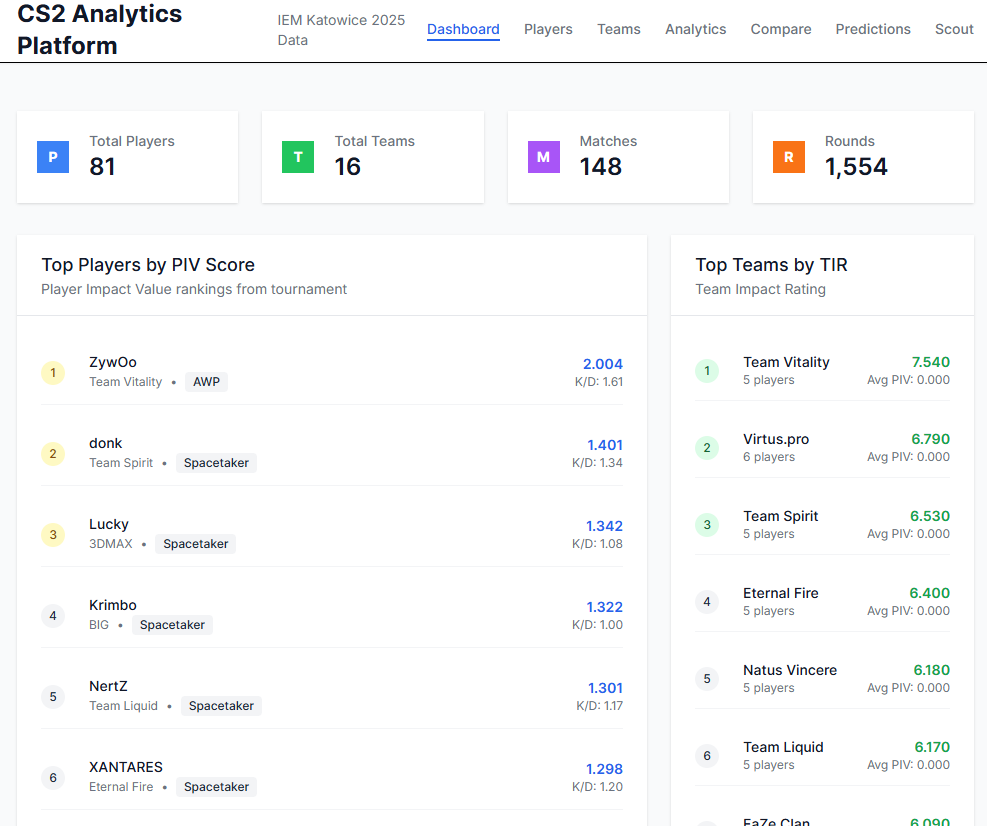 CS2 Analytics
Platform
IEM Katowice 2025
Data
Dashboard Players Teams Analytics Compare Predictions Scout
P
Total Players
81
T
Total Teams
16
M
Matches
148
R
Rounds
1,554
Top Players by PIV Score
Player Impact Value rankings from tournament
1
ZywOo 2.004
Team Vitality • AWP K/D: 1.61
2
donk 1.401
Team Spirit • Spacetaker K/D: 1.34
3
Lucky 1.342
3DMAX • Spacetaker K/D: 1.08
4
Krimbo 1.322
BIG • Spacetaker K/D: 1.00
5
NertZ 1.301
Team Liquid • Spacetaker K/D: 1.17
6
XANTARES 1.298
Eternal Fire • Spacetaker K/D: 1.20
Top Teams by TIR
Team Impact Rating
1
Team Vitality 7.540
5 players Avg PIV: 0.000
2
Virtus.pro 6.790
6 players Avg PIV: 0.000
3
Team Spirit 6.530
5 players Avg PIV: 0.000
4
Eternal Fire 6.400
5 players Avg PIV: 0.000
5
Natus Vincere 6.180
5 players Avg PIV: 0.000
6
Team Liquid 6.170
5 players Avg PIV: 0.000
FaZe Clan 6.090